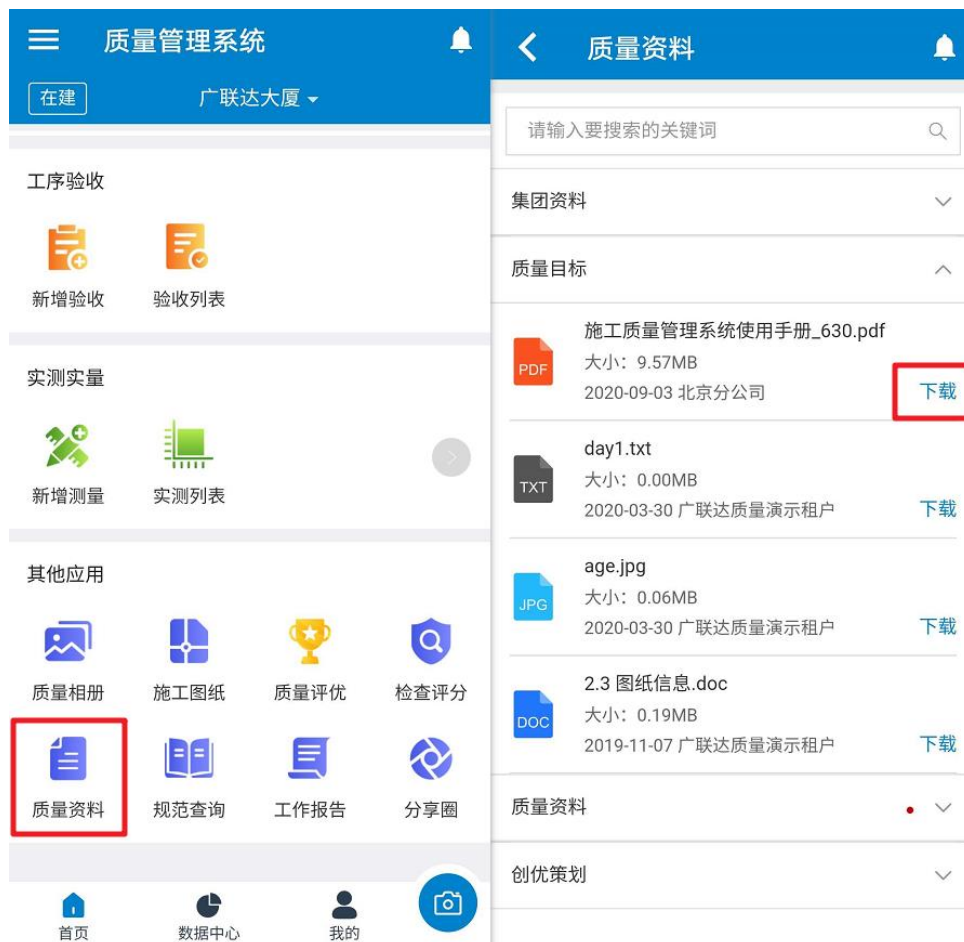 质量管理系统
在建
广联达大厦
工序验收
新增验收
验收列表
实测实量
新增测量
实测列表
其他应用
质量相册
施工图纸
质量评优
检查评分
质量资料
规范查询
工作报告
分享圈
首页
数据中心
我的
质量资料
请输入要搜索的关键词
集团资料
质量目标
施工质量管理系统使用手册_630.pdf
PDF
大小：9.57MB
2020-09-03 北京分公司
下载
day1.txt
TXT
大小：0.00MB
2020-03-30 广联达质量演示租户
下载
age.jpg
JPG
大小：0.06MB
2020-03-30 广联达质量演示租户
下载
2.3 图纸信息.doc
DOC
大小：0.19MB
2019-11-07 广联达质量演示租户
下载
质量资料
创优策划